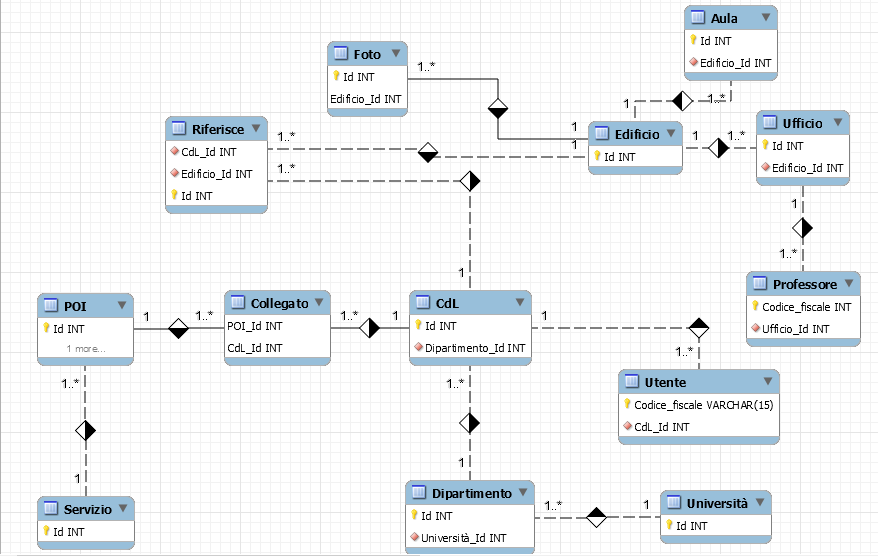 Aula
Id INT
Edificio_Id INT
Foto
Id INT
Edificio_Id INT
1..*
1
1
1..*
Riferisce
CdL_Id INT
Edificio_Id INT
Id INT
1..*
1..*
Edificio
Id INT
1
1
1..*
Ufficio
Id INT
Edificio_Id INT
1
1..*
Professore
Codice_fiscale INT
Ufficio_Id INT
1
POI
Id INT
1 more...
1
1..*
Collegato
POI_Id INT
CdL_Id INT
1..*
1
CdL
Id INT
Dipartimento_Id INT
1
1..*
Utente
Codice_fiscale VARCHAR(15)
CdL_Id INT
1..*
1
Servizio
Id INT
1..*
1
Dipartimento
Id INT
Università_Id INT
1..*
1
Università
Id INT